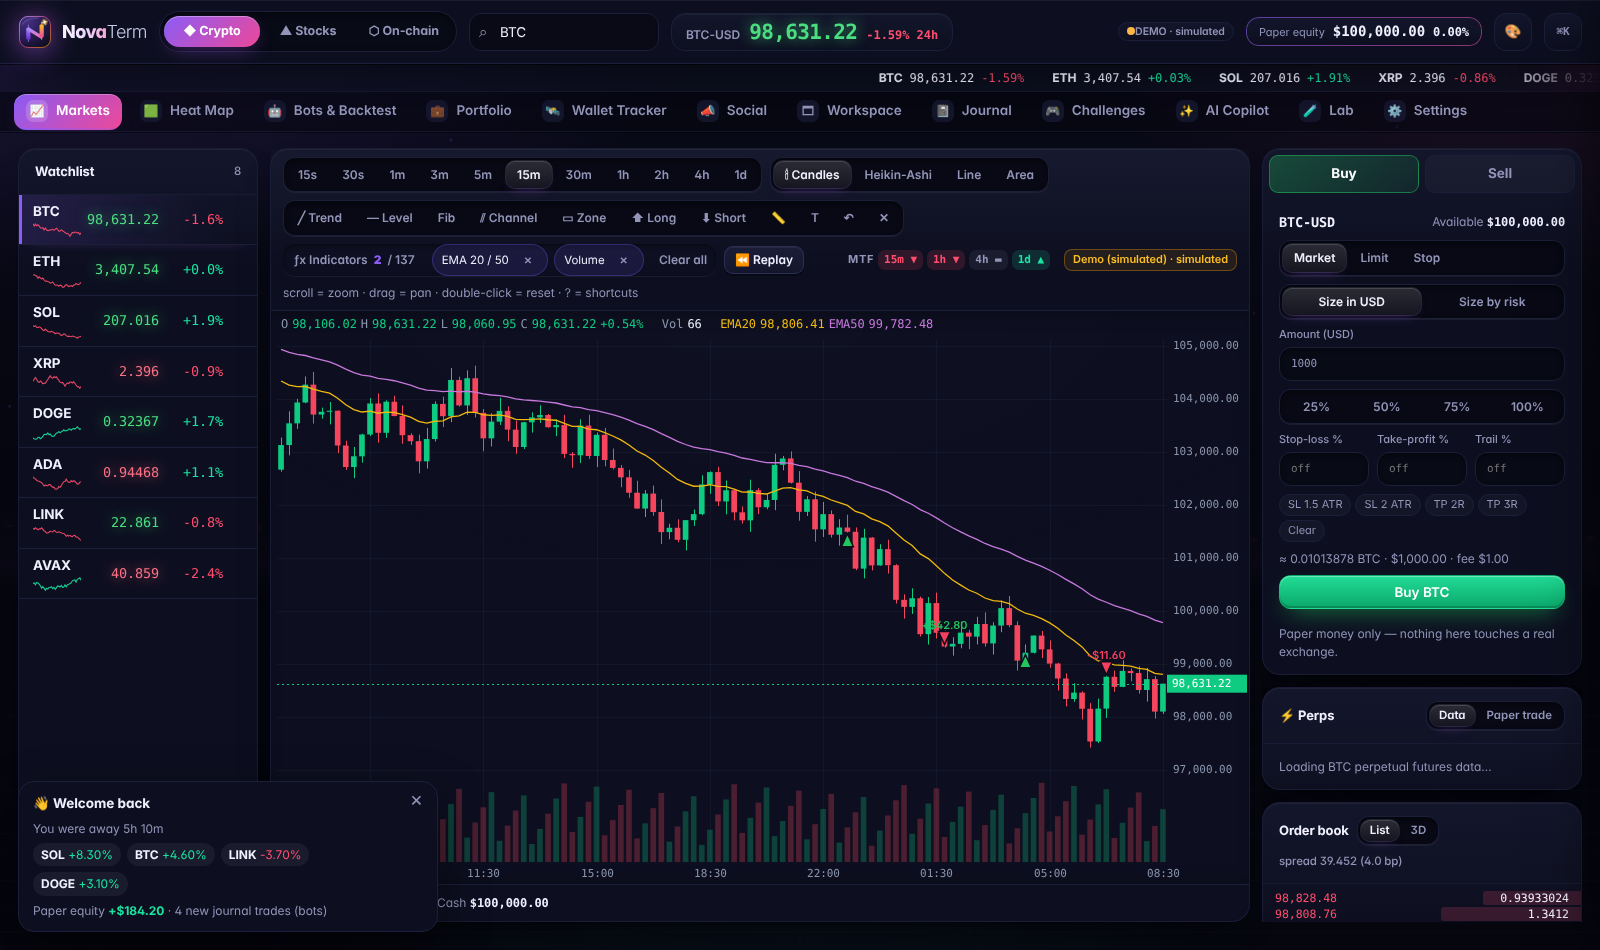 NovaTerm
◆ Crypto
▲ Stocks
⬡ On-chain
BTC
BTC-USD 98,631.22 -1.59% 24h
DEMO · simulated
Paper equity $100,000.00 0.00%
⌘K
BTC 98,631.22 -1.59% ETH 3,407.54 +0.03% SOL 207.016 +1.91% XRP 2.396 -0.86% DOGE 0.32
Markets
Heat Map
Bots & Backtest
Portfolio
Wallet Tracker
Social
Workspace
Journal
Challenges
AI Copilot
Lab
Settings
Watchlist 8
BTC 98,631.22 -1.6%
ETH 3,407.54 +0.0%
SOL 207.016 +1.9%
XRP 2.396 -0.9%
DOGE 0.32367 +1.7%
ADA 0.94468 +1.1%
LINK 22.861 -0.8%
AVAX 40.859 -2.4%
15s 30s 1m 3m 5m 15m 30m 1h 2h 4h 1d
Candles Heikin-Ashi Line Area
Trend Level Fib Channel Zone Long Short T ↶ ✕
ƒx Indicators 2 / 137
EMA 20 / 50 ×
Volume ×
Clear all
⏪ Replay
MTF 15m ▼ 1h ▼ 4h ▬ 1d ▲
Demo (simulated) · simulated
scroll = zoom · drag = pan · double-click = reset · ? = shortcuts
O 98,106.02 H 98,631.22 L 98,060.95 C 98,631.22 +0.54% Vol 66 EMA20 98,806.41 EMA50 99,782.48
105,000.00
104,000.00
103,000.00
102,000.00
101,000.00
100,000.00
99,000.00
98,631.22
98,000.00
97,000.00
$42.80
$11.60
11:30 15:00 18:30 22:00 01:30 05:00 08:30
Cash $100,000.00
👋 Welcome back ✕
You were away 5h 10m
SOL +8.30% BTC +4.60% LINK -3.70%
DOGE +3.10%
Paper equity +$184.20 · 4 new journal trades (bots)
Buy Sell
BTC-USD Available $100,000.00
Market Limit Stop
Size in USD Size by risk
Amount (USD)
1000
25% 50% 75% 100%
Stop-loss % Take-profit % Trail %
off off off
SL 1.5 ATR SL 2 ATR TP 2R TP 3R
Clear
≈ 0.01013878 BTC · $1,000.00 · fee $1.00
Buy BTC
Paper money only — nothing here touches a real
exchange.
⚡ Perps Data Paper trade
Loading BTC perpetual futures data...
Order book List 3D
spread 39.452 (4.0 bp)
98,828.48 0.93933024
98,808.76 1.3412